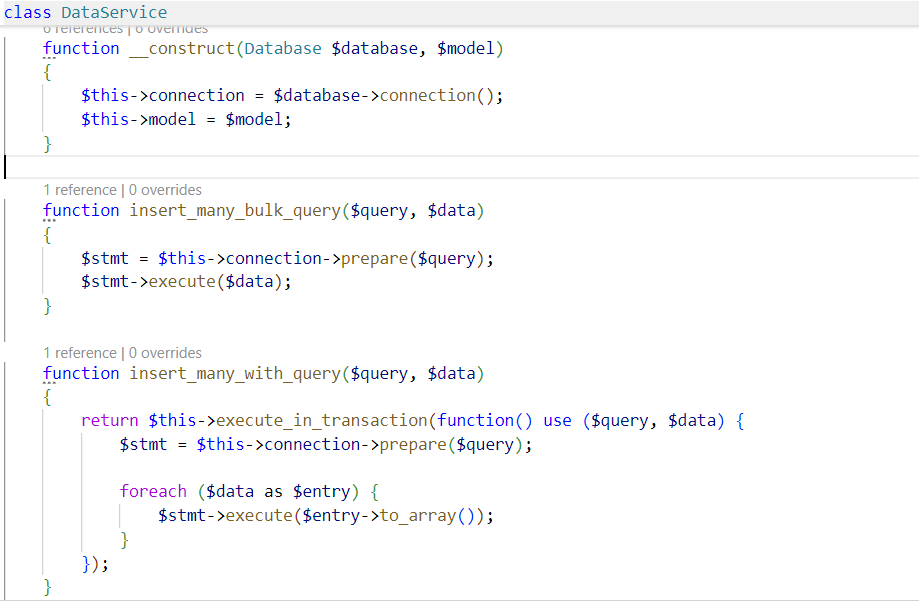 class DataService
6 references | 6 overrides
function __construct(Database $database, $model)
{
$this->connection = $database->connection();
$this->model = $model;
}
1 reference | 0 overrides
function insert_many_bulk_query($query, $data)
{
$stmt = $this->connection->prepare($query);
$stmt->execute($data);
}
1 reference | 0 overrides
function insert_many_with_query($query, $data)
{
return $this->execute_in_transaction(function() use ($query, $data) {
$stmt = $this->connection->prepare($query);
foreach ($data as $entry) {
$stmt->execute($entry->to_array());
}
});
}